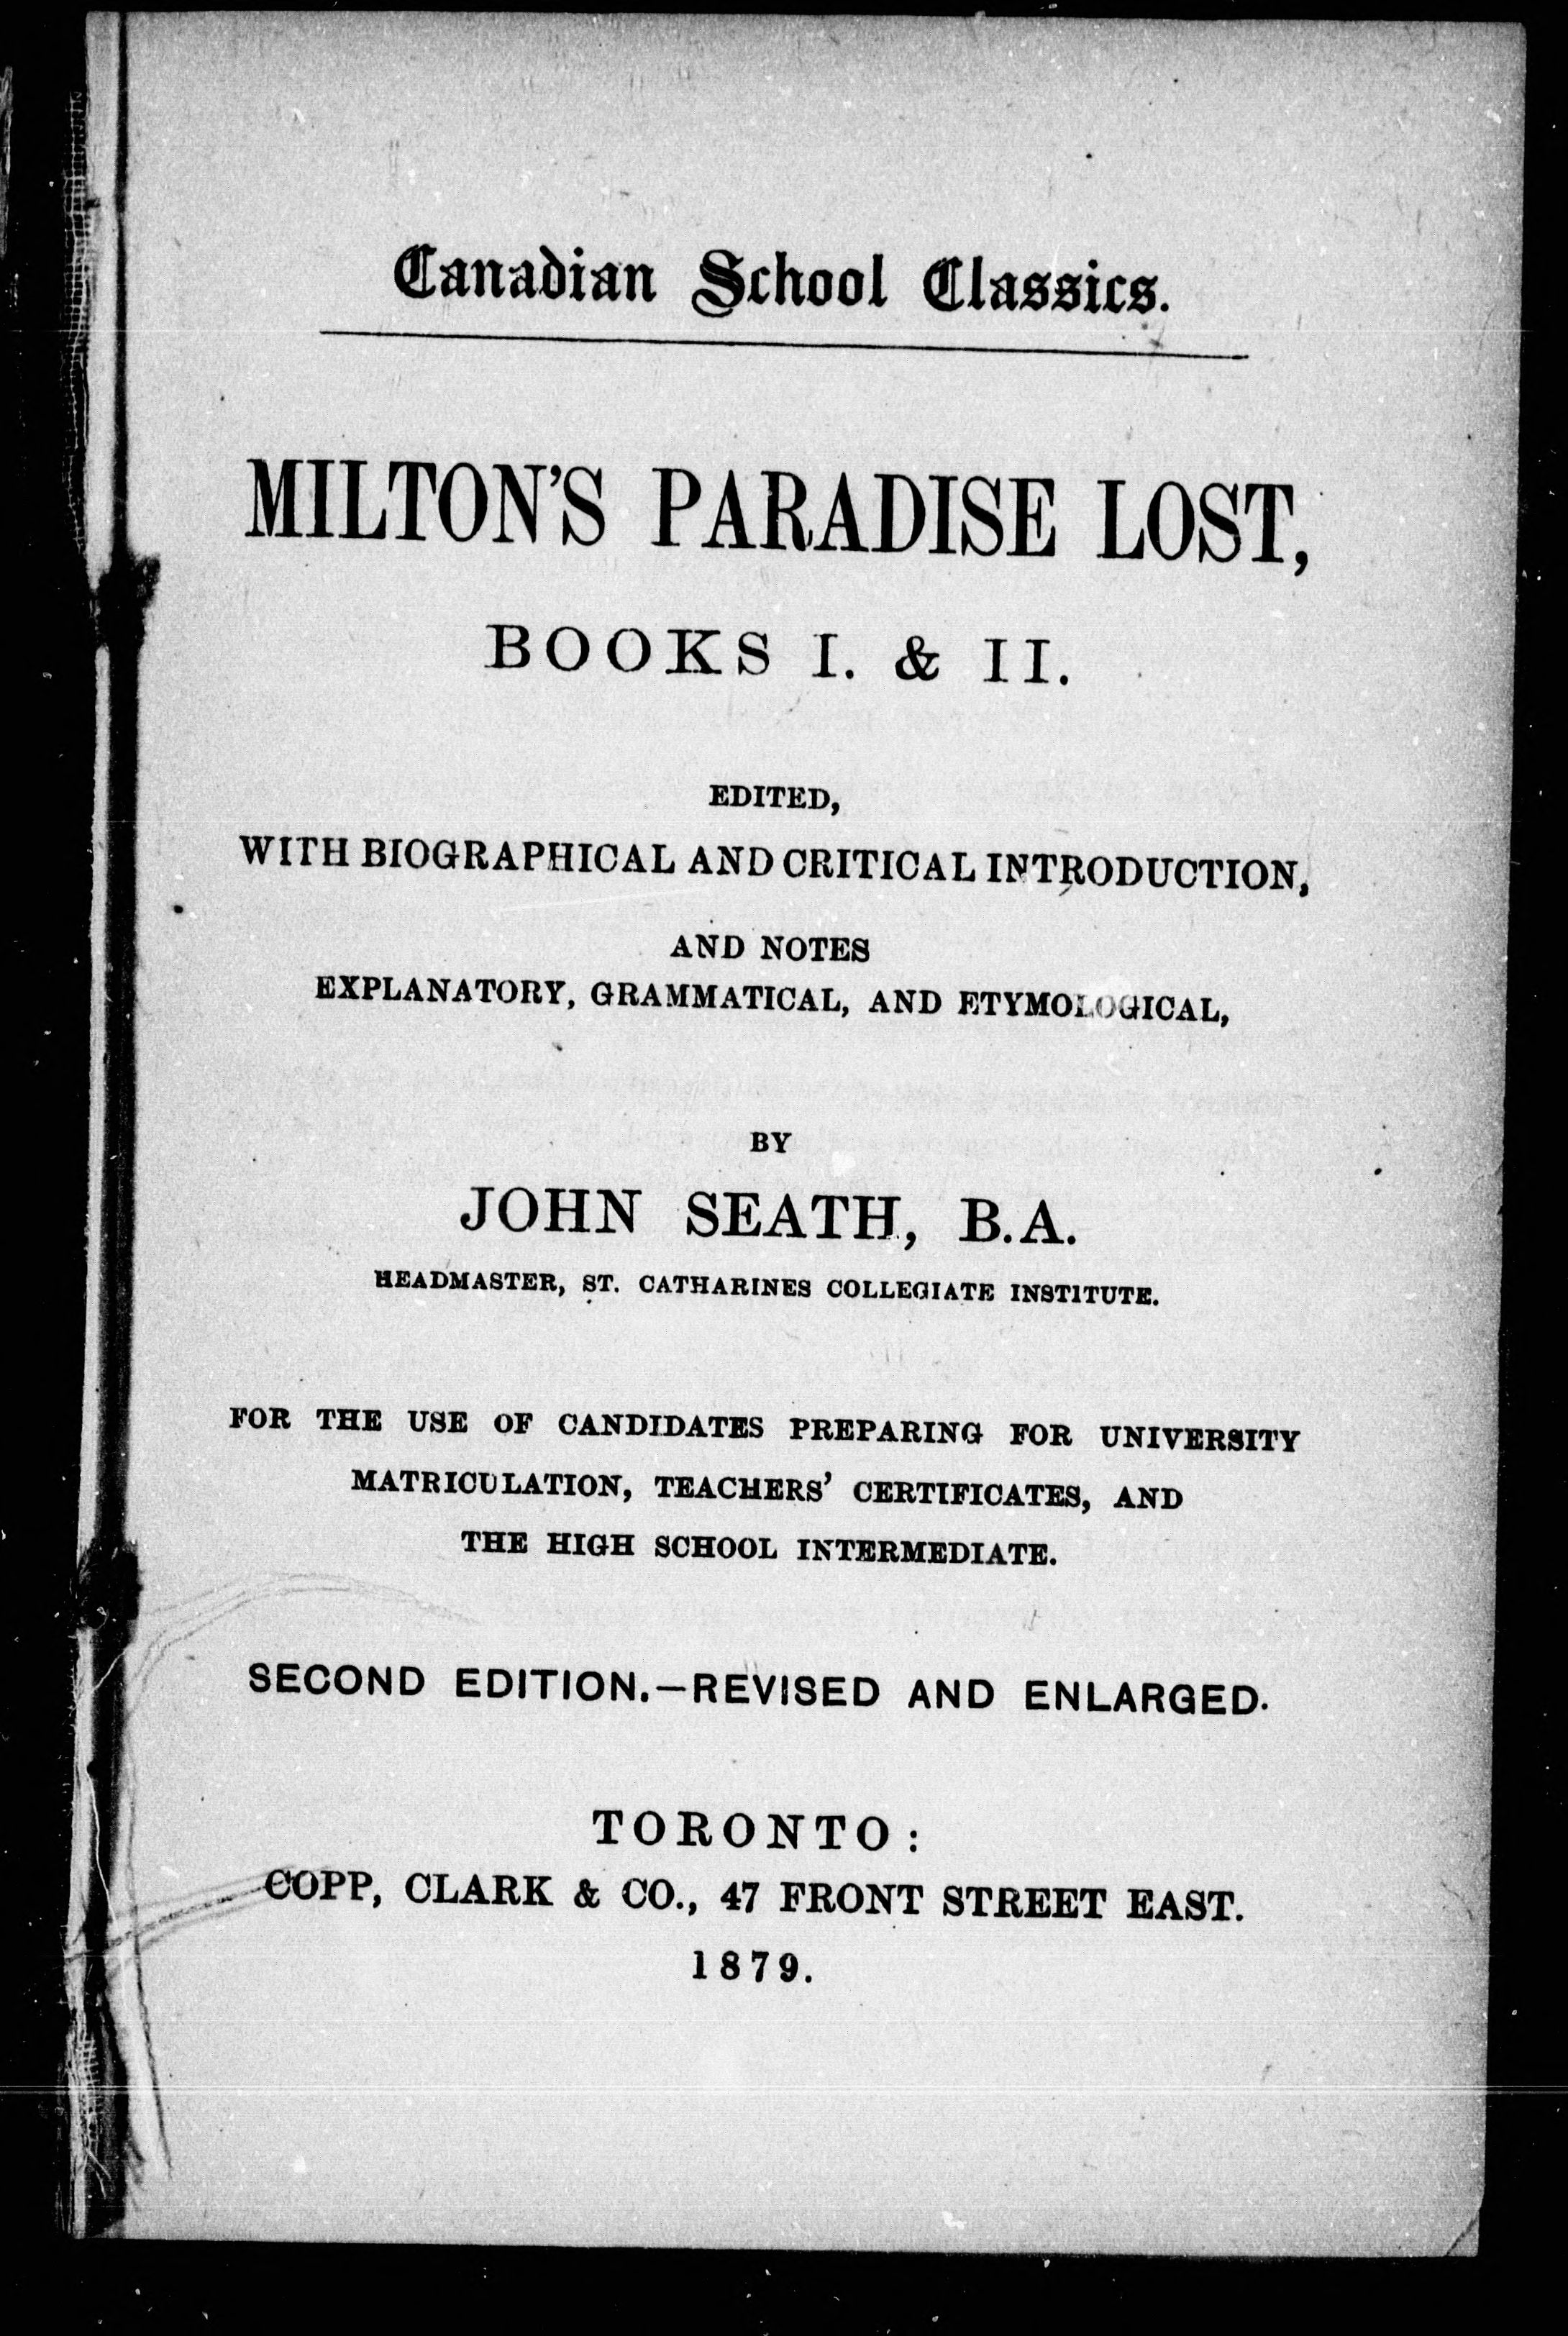 Canadian School Classics.
MILTON'S PARADISE LOST,
BOOKS I. & II.
EDITED,
WITH BIOGRAPHICAL AND CRITICAL INTRODUCTION,
AND NOTES
EXPLANATORY, GRAMMATICAL, AND ETYMOLOGICAL,
BY
JOHN SEATH, B.A.
HEADMASTER, ST. CATHARINES COLLEGIATE INSTITUTE.
FOR THE USE OF CANDIDATES PREPARING FOR UNIVERSITY
MATRICULATION, TEACHERS' CERTIFICATES, AND
THE HIGH SCHOOL INTERMEDIATE.
SECOND EDITION.—REVISED AND ENLARGED.
TORONTO:
COPP, CLARK & CO., 47 FRONT STREET EAST.
1879.